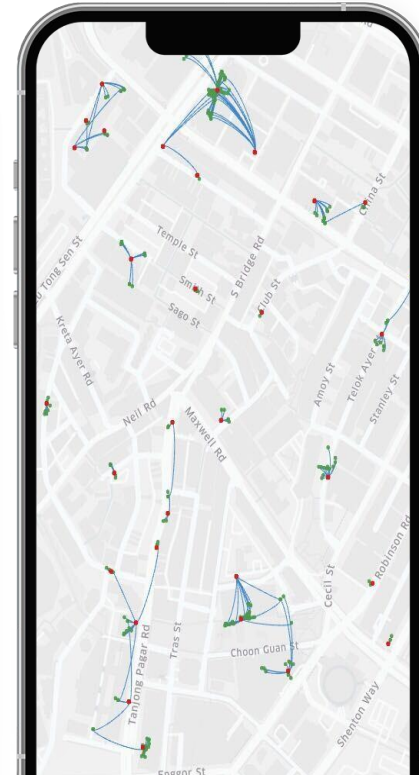 China St
Temple St
S Bridge Rd
u Tong Sen St
Smith St
Club St
Sago St
Kreta Ayer Rd
Telok Ayer
Amoy St
Stanley St
Neil Rd
Maxwell Rd
Robinson Rd
Cecil St
Tras St
Choon Guan St
Tanjong Pagar Rd
Shenton Way
Enggor St